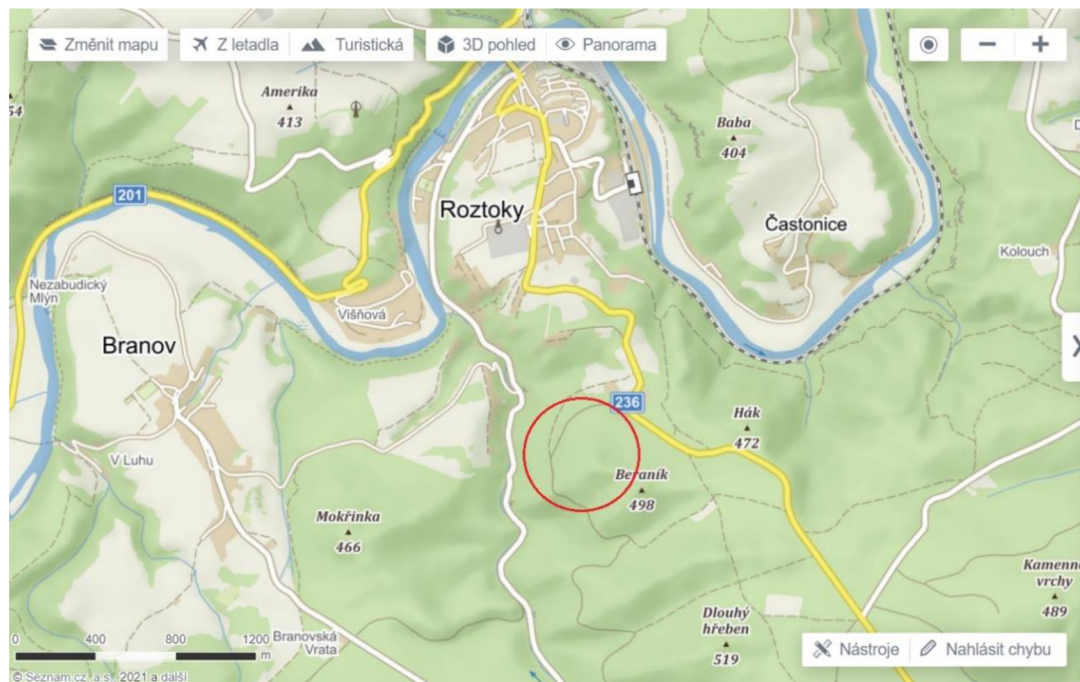 Změnit mapu
Z letadla
Turistická
3D pohled
Panorama
− +
Amerika
413
54
Baba
404
201
Roztoky
Častonice
Kolouch
Nezabudický
Mlýn
Višňová
Branov
236
Hák
472
V Luhu
Beraník
498
Mokřinka
466
Kamenné
vrchy
489
Dlouhý
hřeben
519
0 400 800 1200
m
Branovská
Vrata
Nástroje
Nahlásit chybu
© Seznam.cz, a.s., 2021 a další